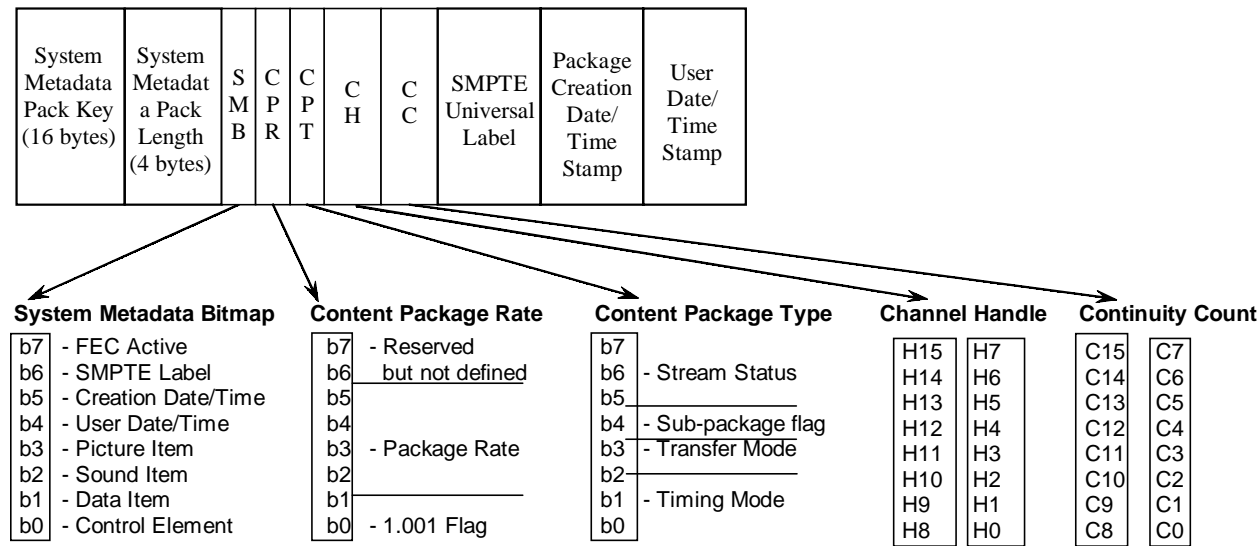 System
Metadata
Pack Key
(16 bytes)
System
Metadat
a Pack
Length
(4 bytes)
S
M
B
C
P
R
C
P
T
C
H
C
C
SMPTE
Universal
Label
Package
Creation
Date/
Time
Stamp
User
Date/
Time
Stamp
System Metadata Bitmap
b7 - FEC Active
b6 - SMPTE Label
b5 - Creation Date/Time
b4 - User Date/Time
b3 - Picture Item
b2 - Sound Item
b1 - Data Item
b0 - Control Element
Content Package Rate
b7 - Reserved
b6 but not defined
b5
b4
b3 - Package Rate
b2
b1
b0 - 1.001 Flag
Content Package Type
b7
b6 - Stream Status
b5
b4 - Sub-package flag
b3 - Transfer Mode
b2
b1 - Timing Mode
b0
Channel Handle
H15 H7
H14 H6
H13 H5
H12 H4
H11 H3
H10 H2
H9 H1
H8 H0
Continuity Count
C15 C7
C14 C6
C13 C5
C12 C4
C11 C3
C10 C2
C9 C1
C8 C0